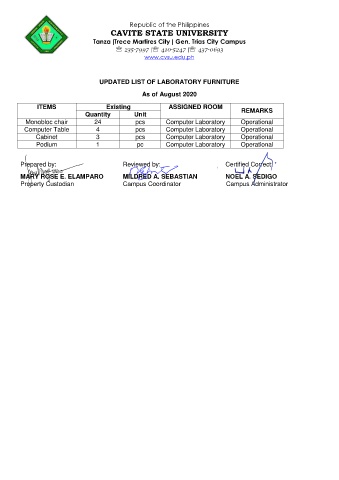 Republic of the Philippines
CAVITE STATE UNIVERSITY
Tanza |Trece Martires City | Gen. Trias City Campus
☏ 235-7997 |☏ 410-5247 |☏ 437-0693
www.cvsu.edu.ph
UPDATED LIST OF LABORATORY FURNITURE
As of August 2020
ITEMS Existing ASSIGNED ROOM REMARKS
Quantity Unit
Monobloc chair 24 pcs Computer Laboratory Operational
Computer Table 4 pcs Computer Laboratory Operational
Cabinet 3 pcs Computer Laboratory Operational
Podium 1 pc Computer Laboratory Operational
Prepared by: Reviewed by: Certified Correct:
MARY ROSE E. ELAMPARO MILDRED A. SEBASTIAN NOEL A. SEDIGO
Property Custodian Campus Coordinator Campus Administrator